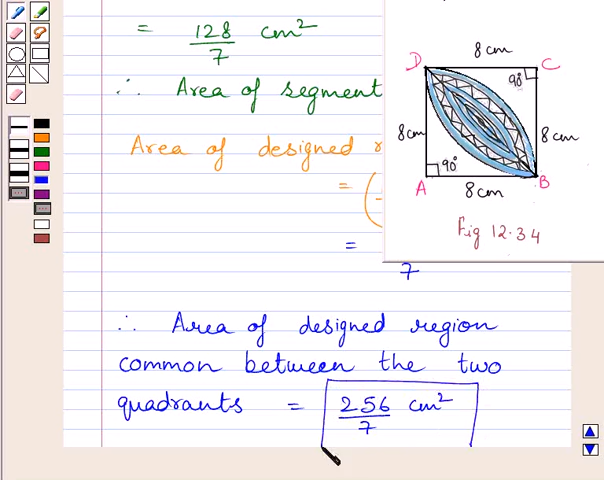 = 128/7 cm²
∴ Area of segment
Area of designed
= (
=
7
∴ Area of designed region
common between the two
quadrants = 256/7 cm²
8 cm
D C
90°
8 cm 8 cm
90°
A B
8 cm
Fig 12.34